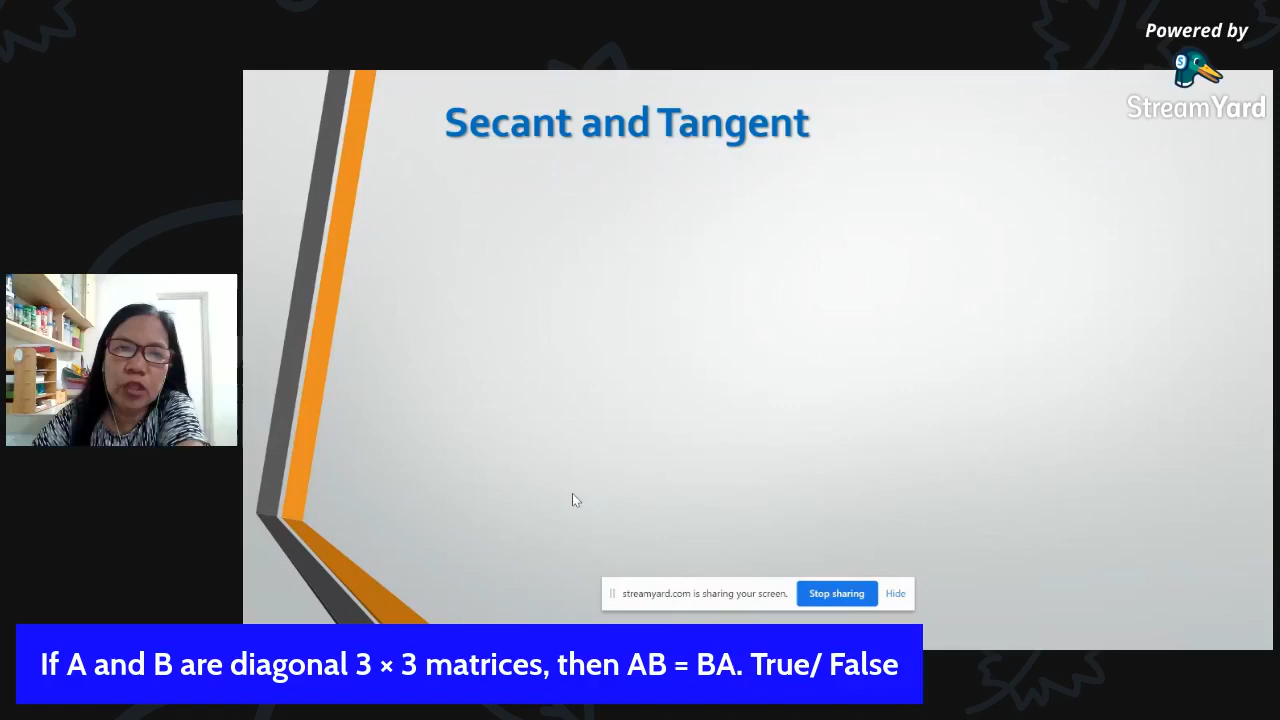 Powered by
StreamYard
Secant and Tangent
streamyard.com is sharing your screen.
Stop sharing
Hide
If A and B are diagonal 3 × 3 matrices, then AB = BA. True/ False